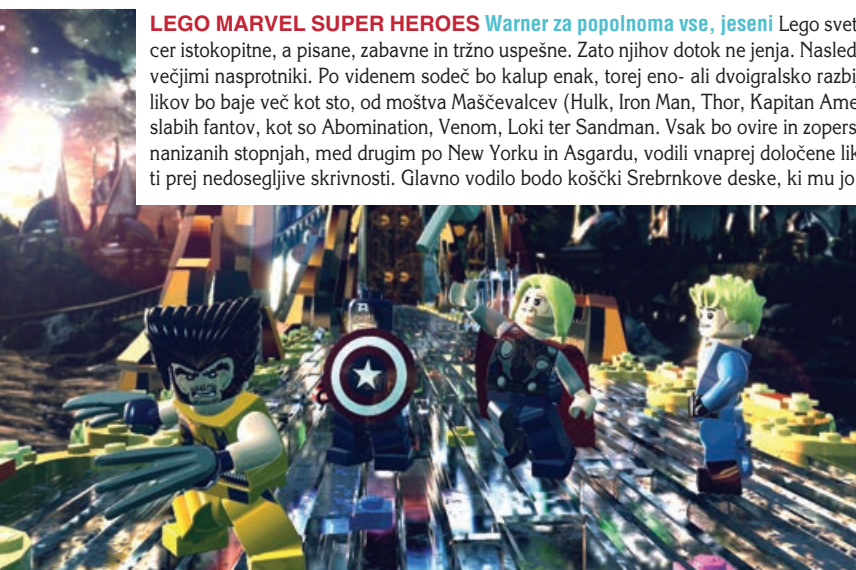 LEGO MARVEL SUPER HEROES Warner za popolnoma vse, jeseni Lego svet
cer istokopitne, a pisane, zabavne in tržno uspešne. Zato njihov dotok ne jenja. Nasled
večjimi nasprotniki. Po videnem sodeč bo kalup enak, torej eno- ali dvoigralsko razbij
likov bo baje več kot sto, od moštva Maščevalcev (Hulk, Iron Man, Thor, Kapitan Ame
slabih fantov, kot so Abomination, Venom, Loki ter Sandman. Vsak bo ovire in zopers
nanizanih stopnjah, med drugim po New Yorku in Asgardu, vodili vnaprej določene lik
ti prej nedosegljive skrivnosti. Glavno vodilo bodo koščki Srebrnkove deske, ki mu jo